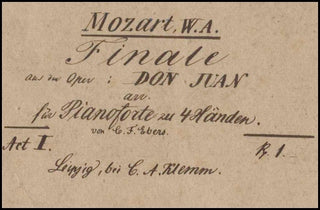 Mozart, W.A.
Finale
aus der Oper : DON JUAN
arr.
für Pianoforte zu 4 Händen.
von C. F. Ebers.
Act I.
1.—
Leipzig, bei C. A. Klemm.